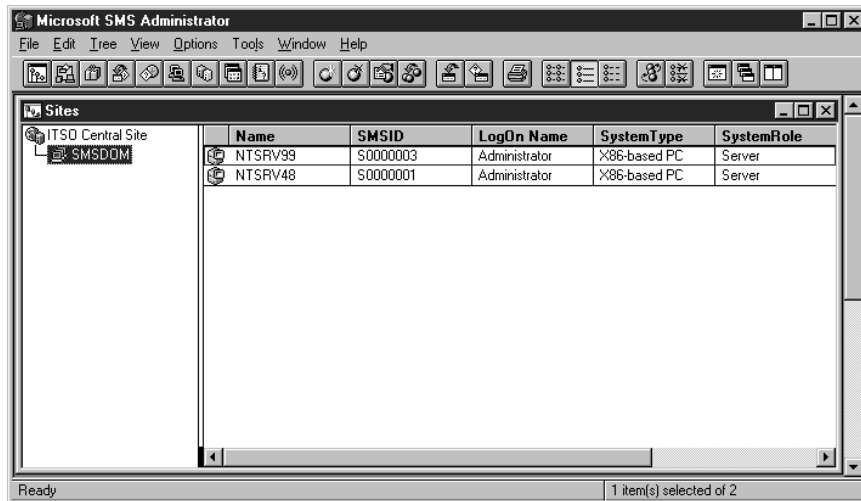 Microsoft SMS Administrator
File Edit Tree View Options Tools Window Help
Sites
ITSO Central Site
SMSDOM
Name SMSID LogOn Name SystemType SystemRole
NTSRV99 S0000003 Administrator X86-based PC Server
NTSRV48 S0000001 Administrator X86-based PC Server
Ready 1 item(s) selected of 2